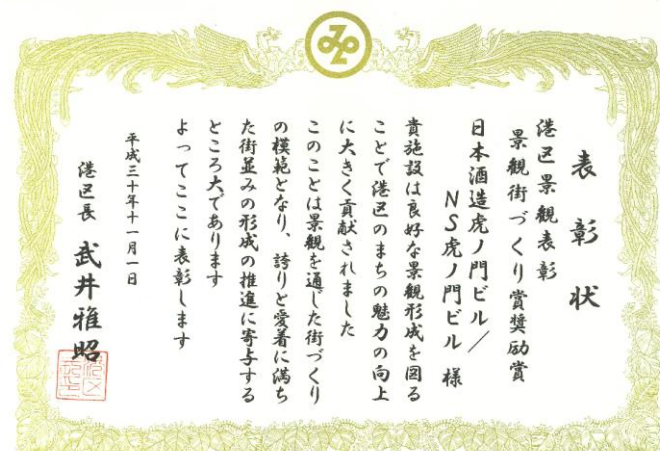 表彰状
港区景観表彰
景観街づくり賞奨励賞
日本酒造虎ノ門ビル／
NS虎ノ門ビル 様
貴施設は良好な景観形成を図る
ことで港区のまちの魅力の向上
に大きく貢献されました
このことは景観を通した街づくり
の模範となり、誇りと愛着に満ち
た街並みの形成の推進に寄与する
ところ大であります
よってここに表彰します
平成三十年十一月一日
港区長 武井雅昭